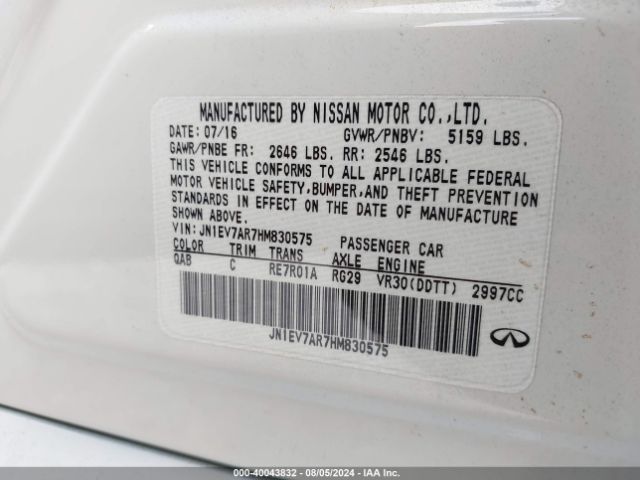 MANUFACTURED BY NISSAN MOTOR CO.,LTD.
DATE: 07/16 GVWR/PNBV: 5159 LBS.
GAWR/PNBE FR: 2646 LBS. RR: 2546 LBS.
THIS VEHICLE CONFORMS TO ALL APPLICABLE FEDERAL
MOTOR VEHICLE SAFETY,BUMPER,AND THEFT PREVENTION
STANDARDS IN EFFECT ON THE DATE OF MANUFACTURE
SHOWN ABOVE.
VIN: JN1EV7AR7HM830575 PASSENGER CAR
COLOR TRIM TRANS AXLE ENGINE
QAB C RE7R01A RG29 VR30(DDTT) 2997CC
JN1EV7AR7HM830575
INFINITI
000-40043832 - 08/05/2024 - IAA Inc.